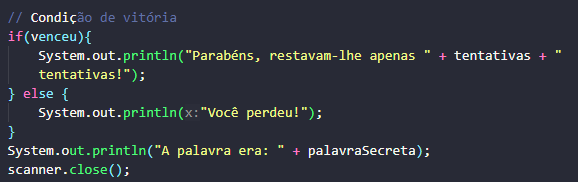 // Condição de vitória
if(venceu){
System.out.println("Parabéns, restavam-lhe apenas " + tentativas + "
tentativas!");
} else {
System.out.println(x:"Você perdeu!");
}
System.out.println("A palavra era: " + palavraSecreta);
scanner.close();